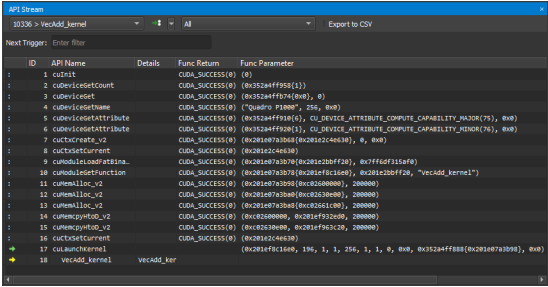 API Stream
10336 > VecAdd_kernel All Export to CSV
Next Trigger: Enter filter
ID API Name Details Func Return Func Parameter
1 cuInit CUDA_SUCCESS(0) (0)
2 cuDeviceGetCount CUDA_SUCCESS(0) (0x352a4ff958{1})
3 cuDeviceGet CUDA_SUCCESS(0) (0x352a4ffb74{0x0}, 0)
4 cuDeviceGetName CUDA_SUCCESS(0) ("Quadro P1000", 256, 0x0)
5 cuDeviceGetAttribute CUDA_SUCCESS(0) (0x352a4ff910{6}, CU_DEVICE_ATTRIBUTE_COMPUTE_CAPABILITY_MAJOR(75), 0x0)
6 cuDeviceGetAttribute CUDA_SUCCESS(0) (0x352a4ff920{1}, CU_DEVICE_ATTRIBUTE_COMPUTE_CAPABILITY_MINOR(76), 0x0)
7 cuCtxCreate_v2 CUDA_SUCCESS(0) (0x201e07a3b68{0x201e2c4e630}, 0, 0x0)
8 cuCtxSetCurrent CUDA_SUCCESS(0) (0x201e2c4e630)
9 cuModuleLoadFatBina… CUDA_SUCCESS(0) (0x201e07a3b70{0x201e2bbff20}, 0x7ff6df315af0)
10 cuModuleGetFunction CUDA_SUCCESS(0) (0x201e07a3b78{0x201ef8c16e0}, 0x201e2bbff20, "VecAdd_kernel")
11 cuMemAlloc_v2 CUDA_SUCCESS(0) (0x201e07a3b98{0xc02600000}, 200000)
12 cuMemAlloc_v2 CUDA_SUCCESS(0) (0x201e07a3ba0{0xc02630e00}, 200000)
13 cuMemAlloc_v2 CUDA_SUCCESS(0) (0x201e07a3ba8{0xc02661c00}, 200000)
14 cuMemcpyHtoD_v2 CUDA_SUCCESS(0) (0xc02600000, 0x201ef932ed0, 200000)
15 cuMemcpyHtoD_v2 CUDA_SUCCESS(0) (0xc02630e00, 0x201ef963c20, 200000)
16 cuCtxSetCurrent CUDA_SUCCESS(0) (0x201e2c4e630)
17 cuLaunchKernel (0x201ef8c16e0, 196, 1, 1, 256, 1, 1, 0, 0x0, 0x352a4ff888{0x201e07a3b98}, 0x0)
18 VecAdd_kernel VecAdd_ker